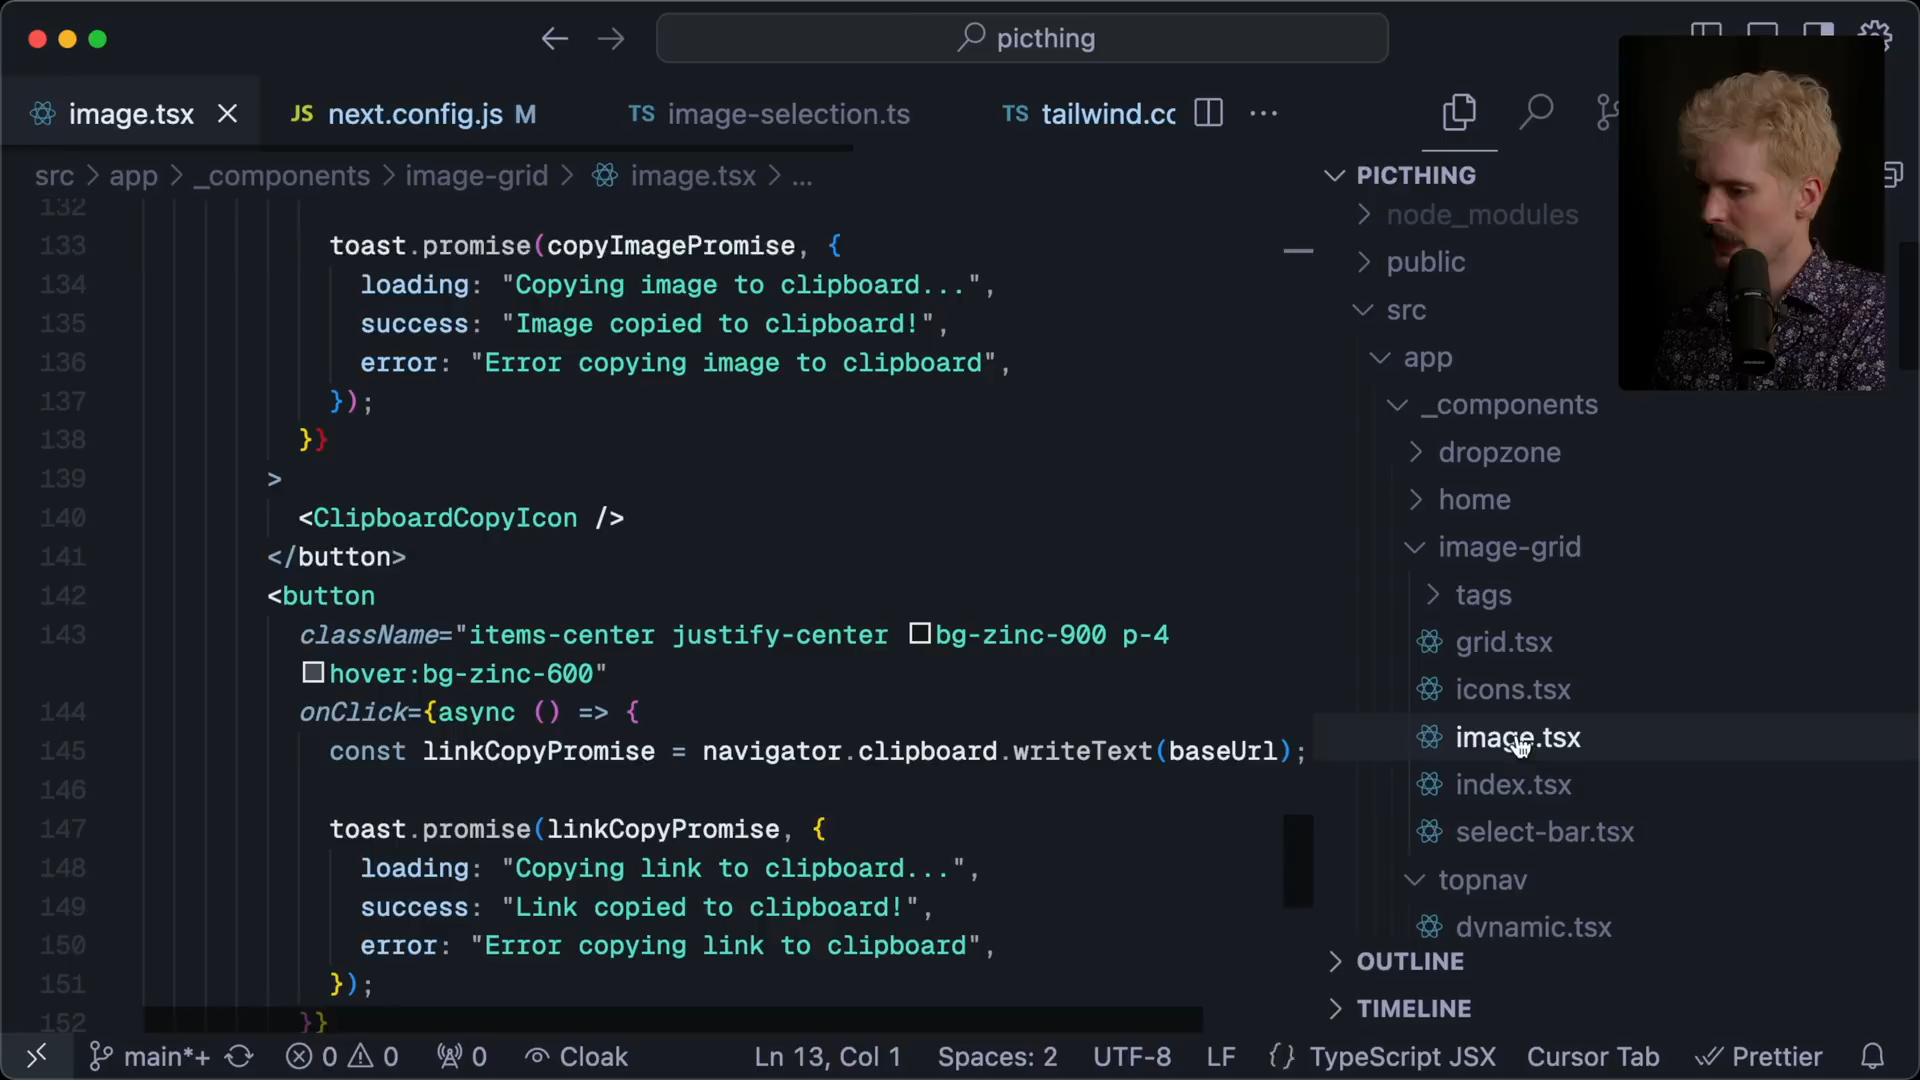 picthing
image.tsx
JS next.config.js M
TS image-selection.ts
TS tailwind.cc
src > app > _components > image-grid > image.tsx > ...
132
133 toast.promise(copyImagePromise, {
134 loading: "Copying image to clipboard...",
135 success: "Image copied to clipboard!",
136 error: "Error copying image to clipboard",
137 });
138 }}
139 >
140 <ClipboardCopyIcon />
141 </button>
142 <button
143 className="items-center justify-center bg-zinc-900 p-4
hover:bg-zinc-600"
144 onClick={async () => {
145 const linkCopyPromise = navigator.clipboard.writeText(baseUrl);
146
147 toast.promise(linkCopyPromise, {
148 loading: "Copying link to clipboard...",
149 success: "Link copied to clipboard!",
150 error: "Error copying link to clipboard",
151 });
152 }}
PICTHING
node_modules
public
src
app
_components
dropzone
home
image-grid
tags
grid.tsx
icons.tsx
image.tsx
index.tsx
select-bar.tsx
topnav
dynamic.tsx
OUTLINE
TIMELINE
main*+ 0 0 0 Cloak Ln 13, Col 1 Spaces: 2 UTF-8 LF {} TypeScript JSX Cursor Tab Prettier